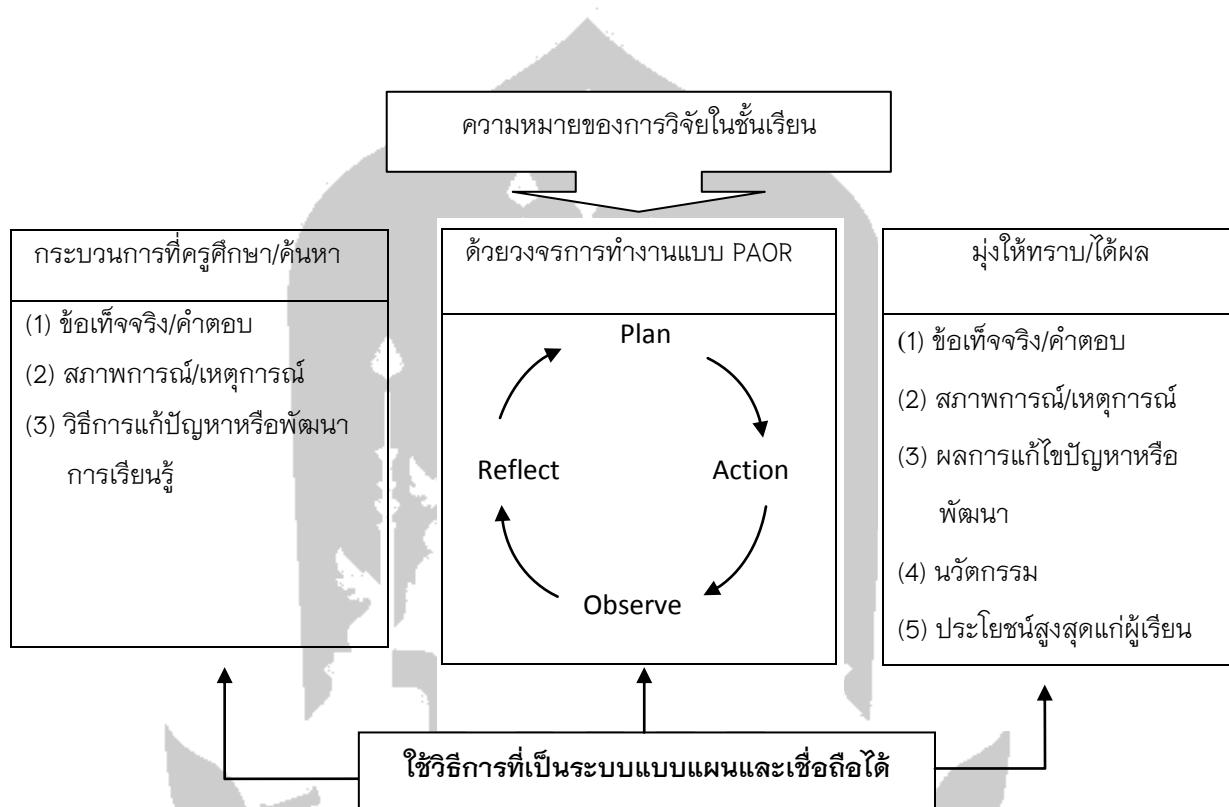 ความหมายของการวิจัยในชั้นเรียน
กระบวนการที่ครูศึกษา/ค้นหา
(1) ข้อเท็จจริง/คำตอบ
(2) สภาพการณ์/เหตุการณ์
(3) วิธีการแก้ปัญหาหรือพัฒนา
การเรียนรู้
ด้วยวงจรการทำงานแบบ PAOR
Plan
Reflect
Action
Observe
มุ่งให้ทราบ/ได้ผล
(1) ข้อเท็จจริง/คำตอบ
(2) สภาพการณ์/เหตุการณ์
(3) ผลการแก้ไขปัญหาหรือ
พัฒนา
(4) นวัตกรรม
(5) ประโยชน์สูงสุดแก่ผู้เรียน
ใช้วิธีการที่เป็นระบบแบบแผนและเชื่อถือได้